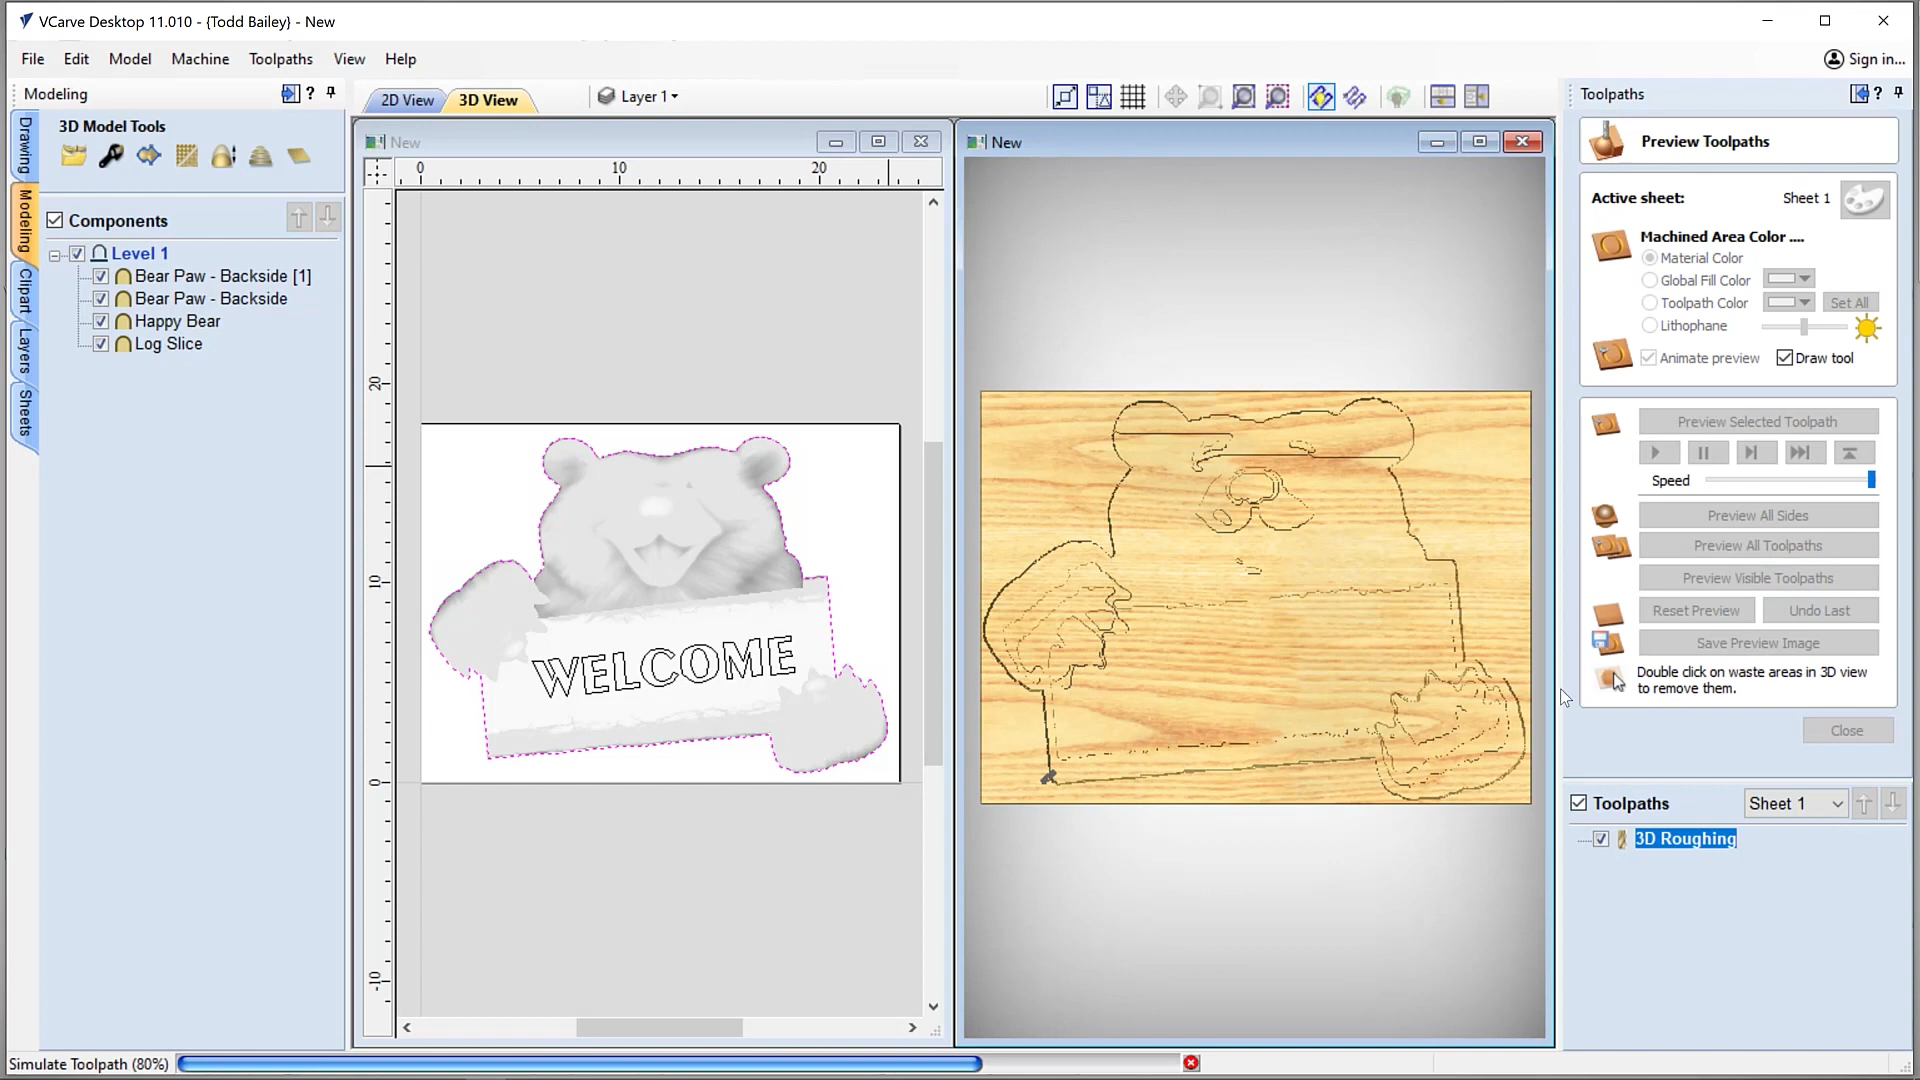 VCarve Desktop 11.010 - {Todd Bailey} - New
File Edit Model Machine Toolpaths View Help
Sign in...
Modeling
?
2D View
3D View
Layer 1
Toolpaths
?
Drawing
Modeling
Clipart
Layers
Sheets
3D Model Tools
Components
Level 1
Bear Paw - Backside [1]
Bear Paw - Backside
Happy Bear
Log Slice
New
0 10 20
20
10
0
-10
WELCOME
New
Preview Toolpaths
Active sheet: Sheet 1
Machined Area Color ....
Material Color
Global Fill Color
Toolpath Color Set All
Lithophane
Animate preview Draw tool
Preview Selected Toolpath
Speed
Preview All Sides
Preview All Toolpaths
Preview Visible Toolpaths
Reset Preview Undo Last
Save Preview Image
Double click on waste areas in 3D view
to remove them.
Close
Toolpaths Sheet 1
3D Roughing
Simulate Toolpath (80%)